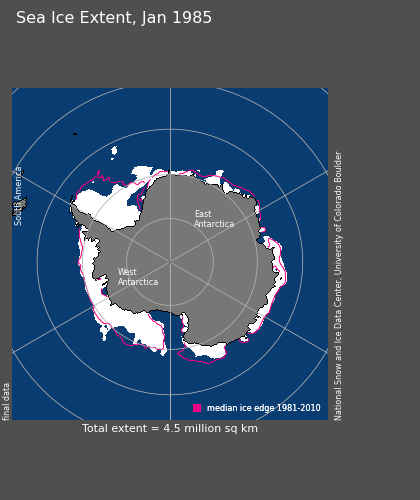 Sea Ice Extent, Jan 1985
South America
East
Antarctica
West
Antarctica
National Snow and Ice Data Center, University of Colorado Boulder
final data
median ice edge 1981-2010
Total extent = 4.5 million sq km